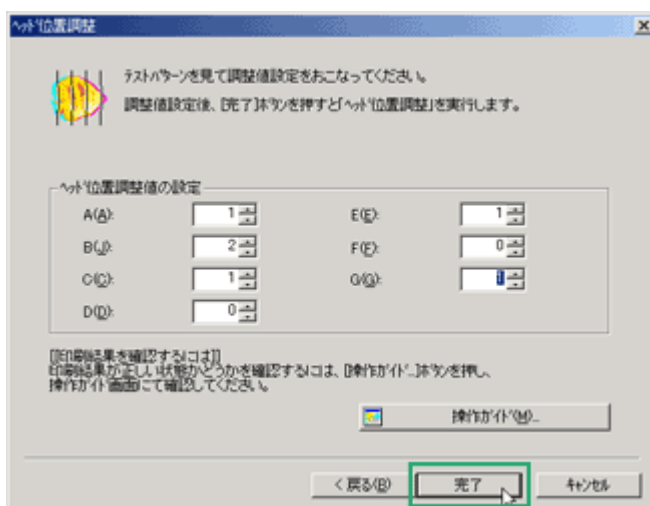 ﾍｯﾄﾞ位置調整
ﾃｽﾄﾊﾟﾀｰﾝを見て調整値設定をおこなってください。
調整値設定後、[完了]ﾎﾞﾀﾝを押すと「ﾍｯﾄﾞ位置調整」を実行します。
ﾍｯﾄﾞ位置調整値の設定
A(A): 1 E(E): 1
B(J): 2 F(F): 0
C(C): 1 G(G):
D(D): 0
[[印刷結果を確認するには]]
印刷結果が正しい状態かどうかを確認するには、[操作ｶﾞｲﾄﾞ...]ﾎﾞﾀﾝを押し、
操作ｶﾞｲﾄﾞ画面にて確認してください。
操作ｶﾞｲﾄﾞ(M)...
< 戻る(B) 完了 ｷｬﾝｾﾙ